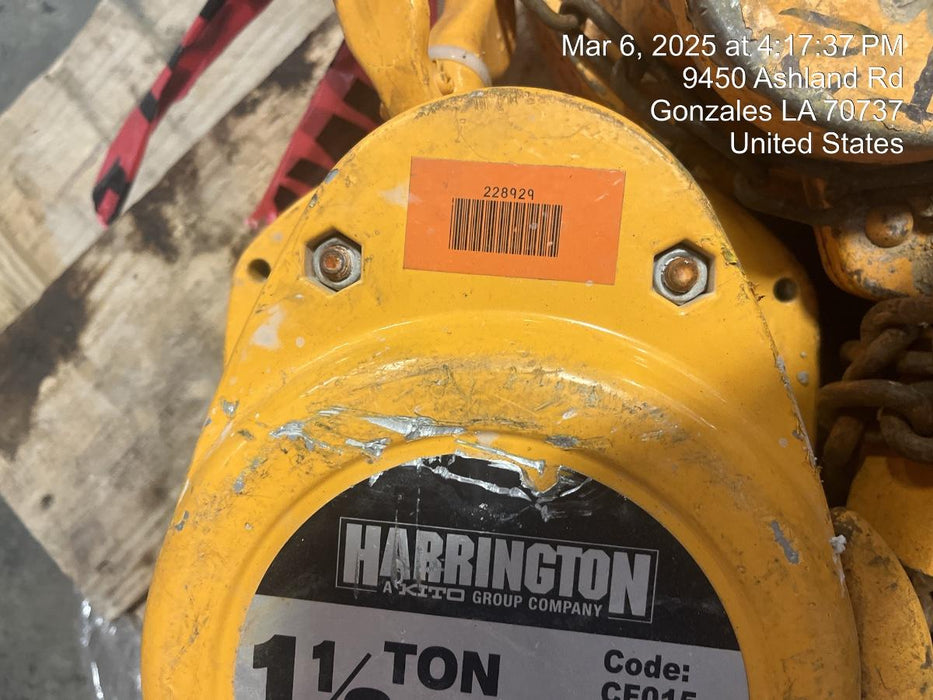 Mar 6, 2025 at 4:17:37 PM
9450 Ashland Rd
Gonzales LA 70737
United States
228929
HARRINGTON
A KITO GROUP COMPANY
1 1/2 TON
Code:
CF015